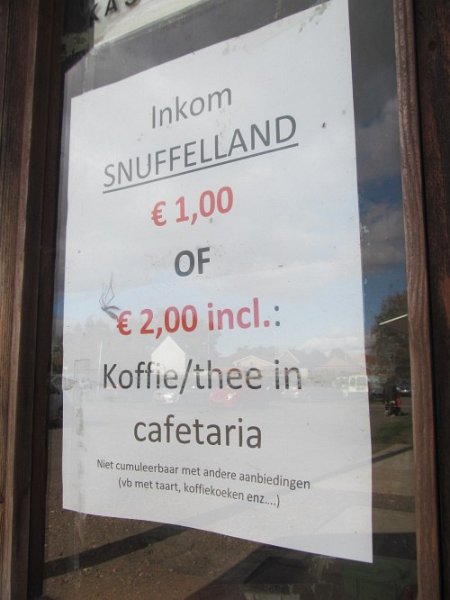 KAS
Inkom
SNUFFELLAND
€ 1,00
OF
€ 2,00 incl.:
Koffie/thee in
cafetaria
Niet cumuleerbaar met andere aanbiedingen
(vb met taart, koffiekoeken enz....)